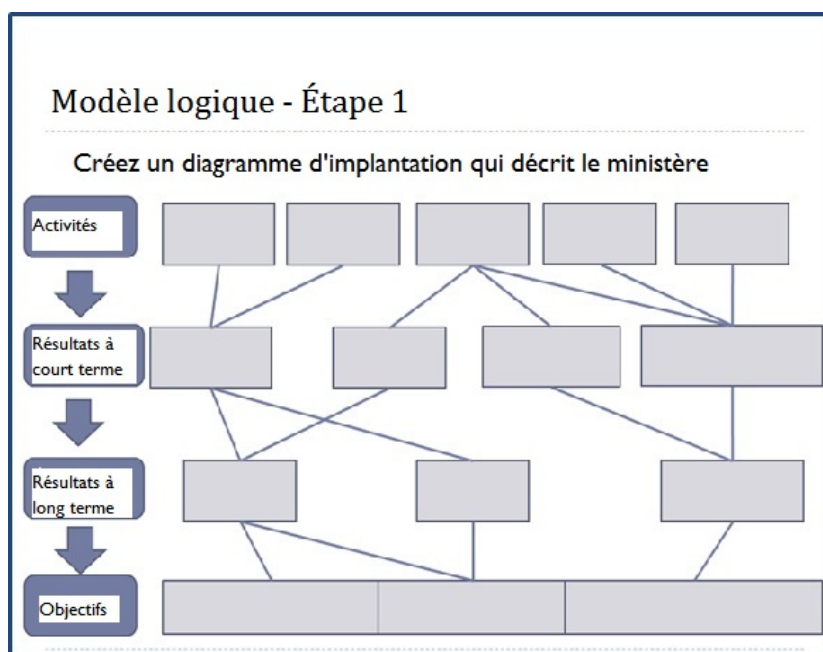 Modèle logique - Étape 1
Créez un diagramme d'implantation qui décrit le ministère
Activités
Résultats à
court terme
Résultats à
long terme
Objectifs